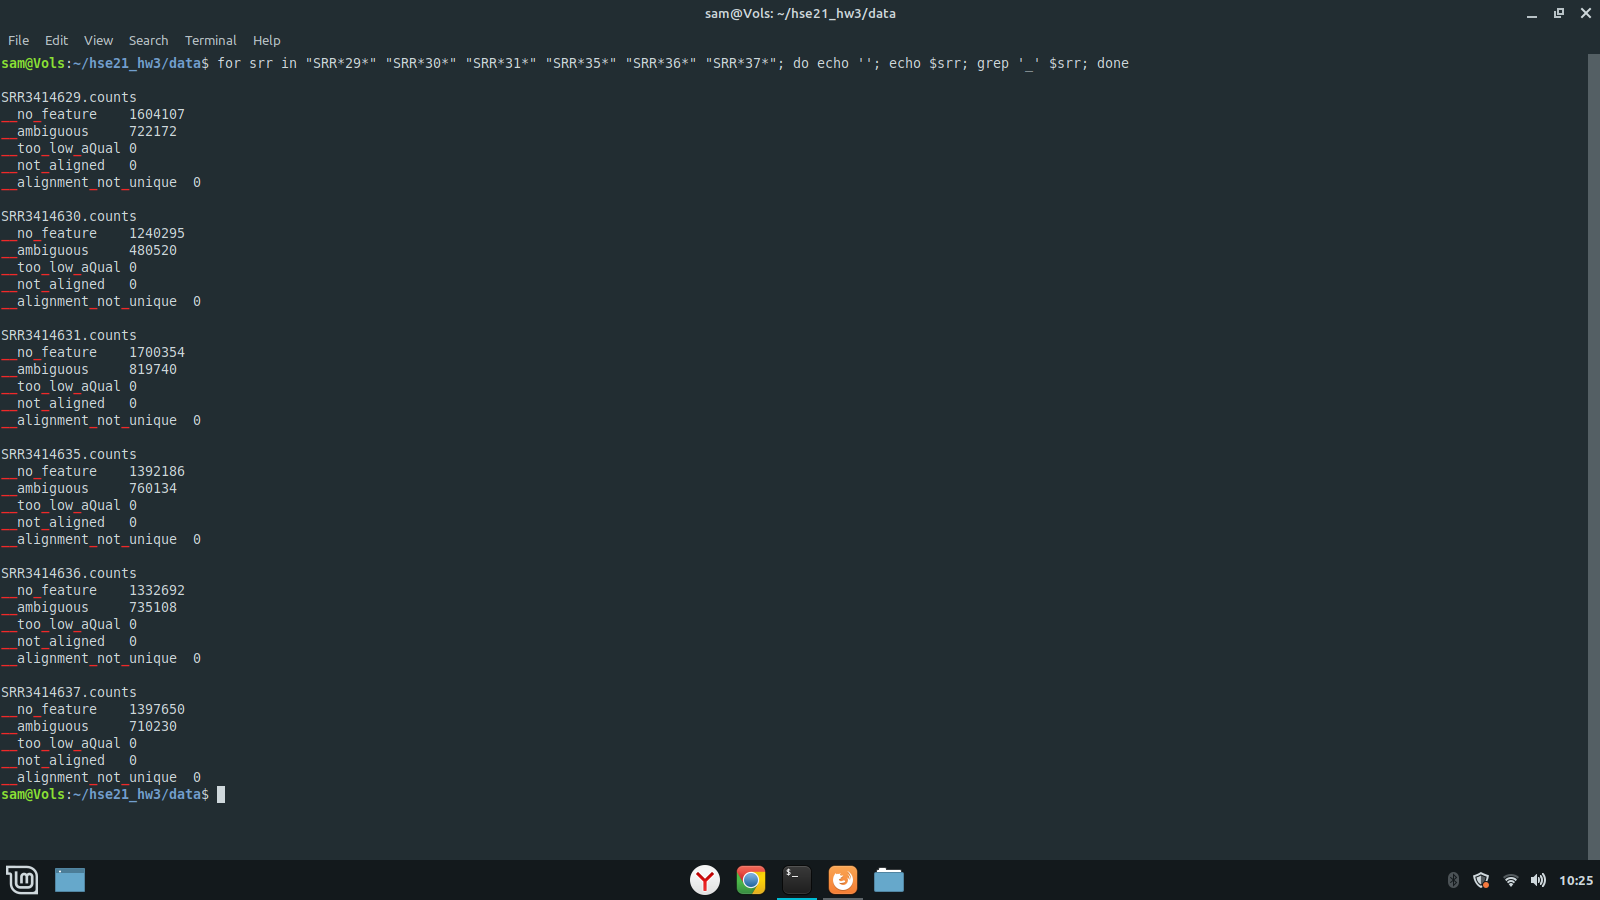 sam@Vols: ~/hse21_hw3/data
File Edit View Search Terminal Help
sam@Vols:~/hse21_hw3/data$ for srr in "SRR*29*" "SRR*30*" "SRR*31*" "SRR*35*" "SRR*36*" "SRR*37*"; do echo ''; echo $srr; grep '_' $srr; done

SRR3414629.counts
__no_feature    1604107
__ambiguous     722172
__too_low_aQual 0
__not_aligned   0
__alignment_not_unique  0

SRR3414630.counts
__no_feature    1240295
__ambiguous     480520
__too_low_aQual 0
__not_aligned   0
__alignment_not_unique  0

SRR3414631.counts
__no_feature    1700354
__ambiguous     819740
__too_low_aQual 0
__not_aligned   0
__alignment_not_unique  0

SRR3414635.counts
__no_feature    1392186
__ambiguous     760134
__too_low_aQual 0
__not_aligned   0
__alignment_not_unique  0

SRR3414636.counts
__no_feature    1332692
__ambiguous     735108
__too_low_aQual 0
__not_aligned   0
__alignment_not_unique  0

SRR3414637.counts
__no_feature    1397650
__ambiguous     710230
__too_low_aQual 0
__not_aligned   0
__alignment_not_unique  0
sam@Vols:~/hse21_hw3/data$
$_
10:25